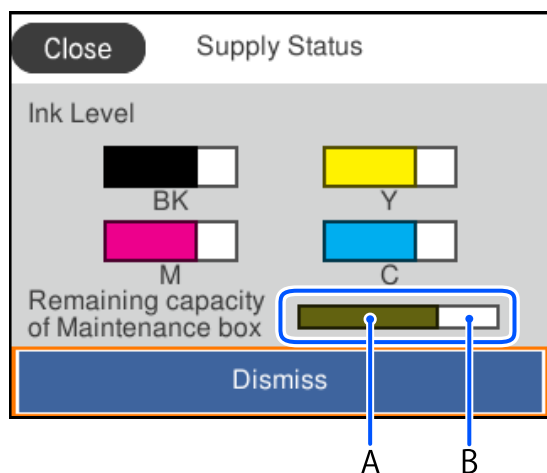 Close
Supply Status
Ink Level
BK
Y
M
C
Remaining capacity
of Maintenance box
Dismiss
A
B